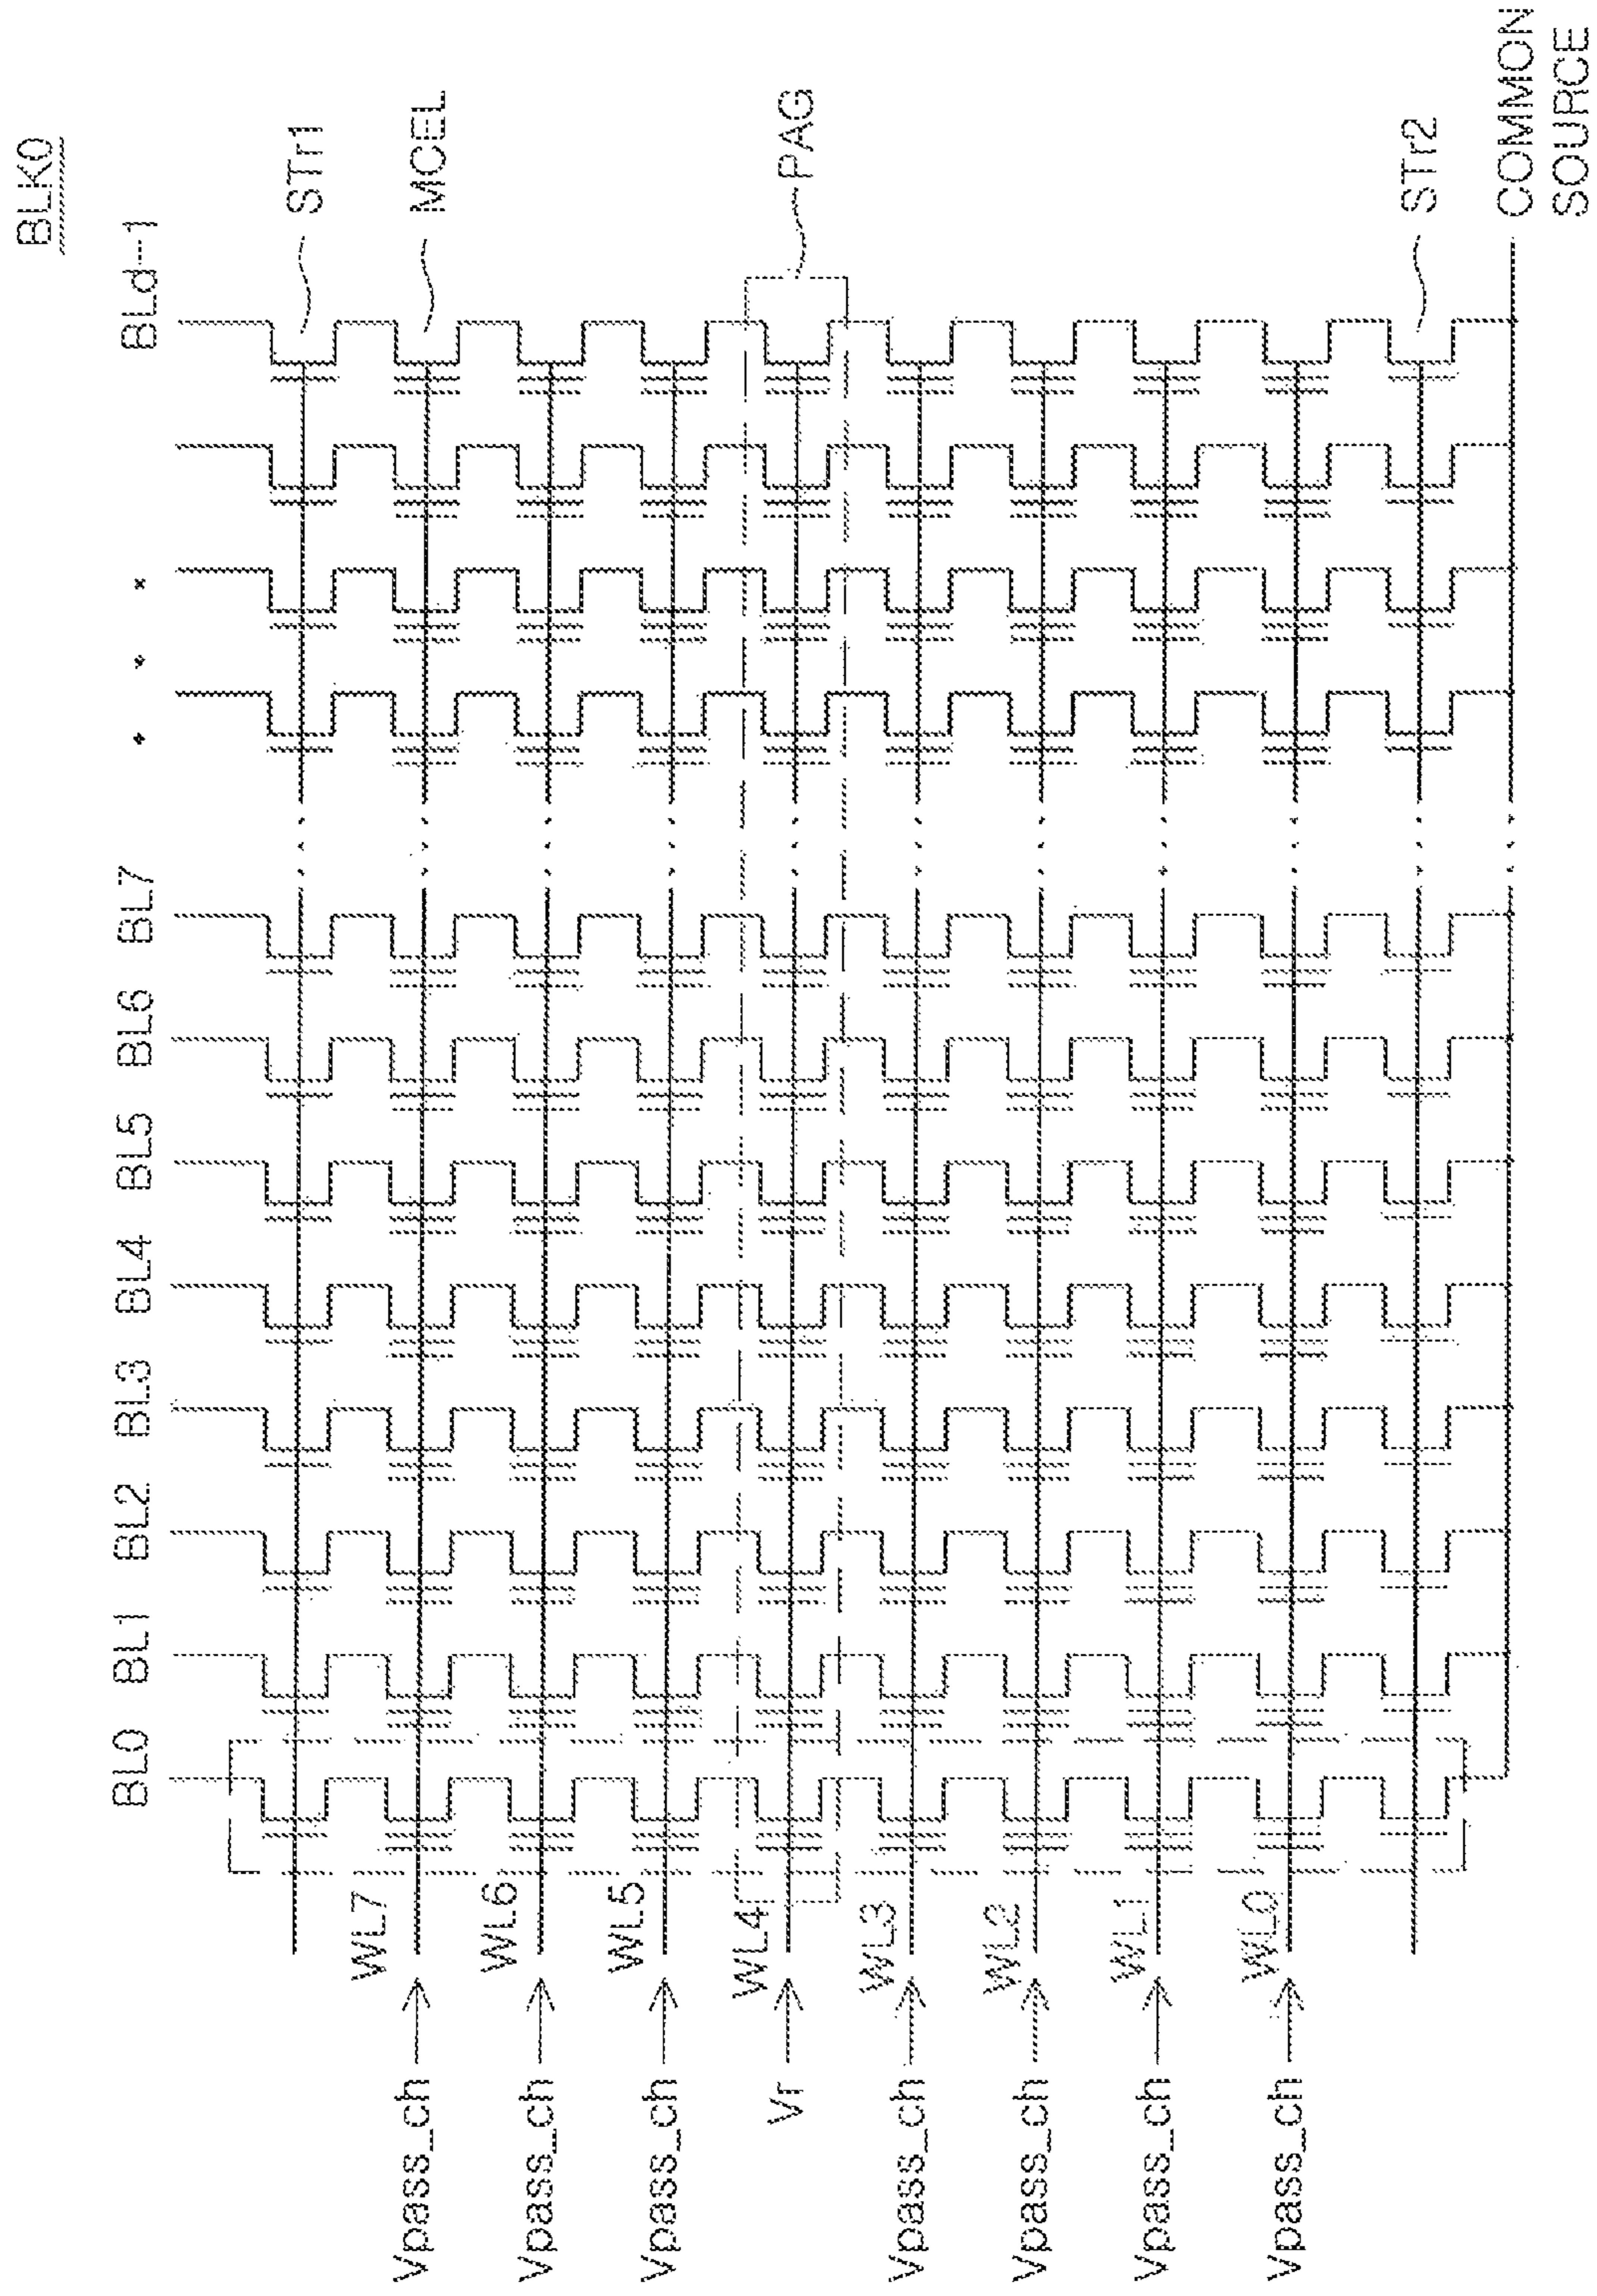 BLK0
BL0 BL1 BL2 BL3 BL4 BL5 BL6 BL7 . . . BLd-1
STr1
Vpass_ch WL7 MCEL
Vpass_ch WL6
Vpass_ch WL5
Vr WL4 PAG
Vpass_ch WL3
Vpass_ch WL2
Vpass_ch WL1
Vpass_ch WL0
STr2
COMMON
SOURCE